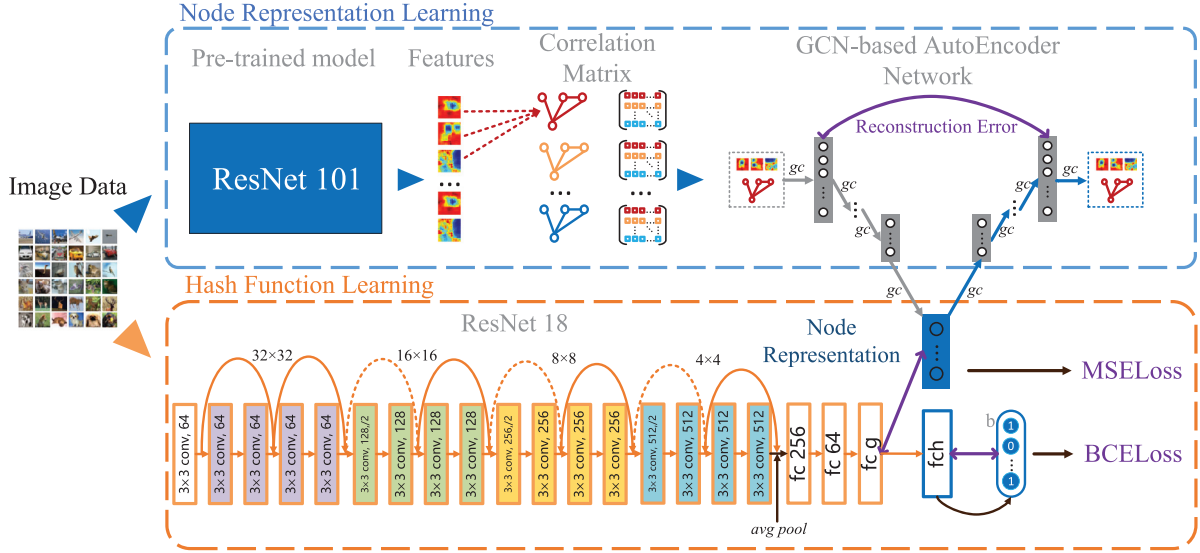 Node Representation Learning
Pre-trained model
Features
Correlation
Matrix
GCN-based AutoEncoder
Network
Reconstruction Error
ResNet 101
Image Data
gc
gc
gc
gc
gc
gc
gc
gc
Hash Function Learning
ResNet 18
Node
Representation
32×32
16×16
8×8
4×4
MSELoss
3×3 conv, 64
3×3 conv, 64
3×3 conv, 64
3×3 conv, 64
3×3 conv, 64
3×3 conv, 128,/2
3×3 conv, 128
3×3 conv, 128
3×3 conv, 128
3×3 conv, 256,/2
3×3 conv, 256
3×3 conv, 256
3×3 conv, 256
3×3 conv, 512,/2
3×3 conv, 512
3×3 conv, 512
3×3 conv, 512
fc 256
fc 64
fc g
fch
b
1
0
1
BCELoss
avg pool